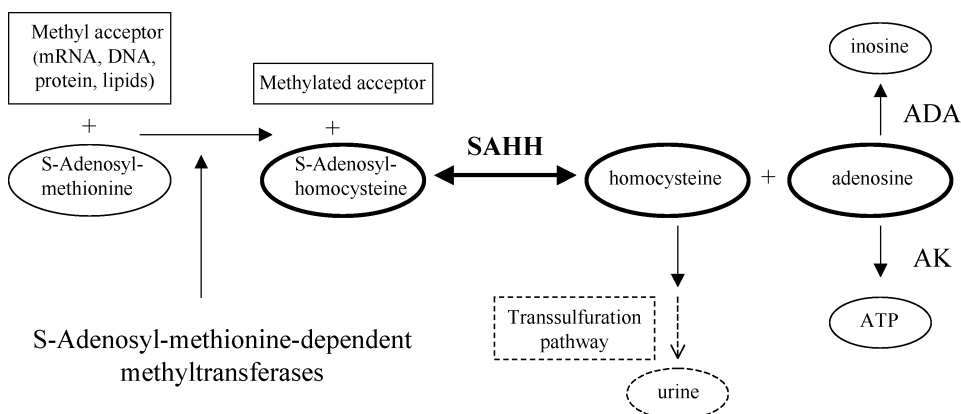 Methyl acceptor
(mRNA, DNA,
protein, lipids)
+
S-Adenosyl-
methionine
Methylated acceptor
+
S-Adenosyl-
homocysteine
SAHH
homocysteine
+
adenosine
inosine
ADA
AK
ATP
Transsulfuration
pathway
urine
S-Adenosyl-methionine-dependent
methyltransferases